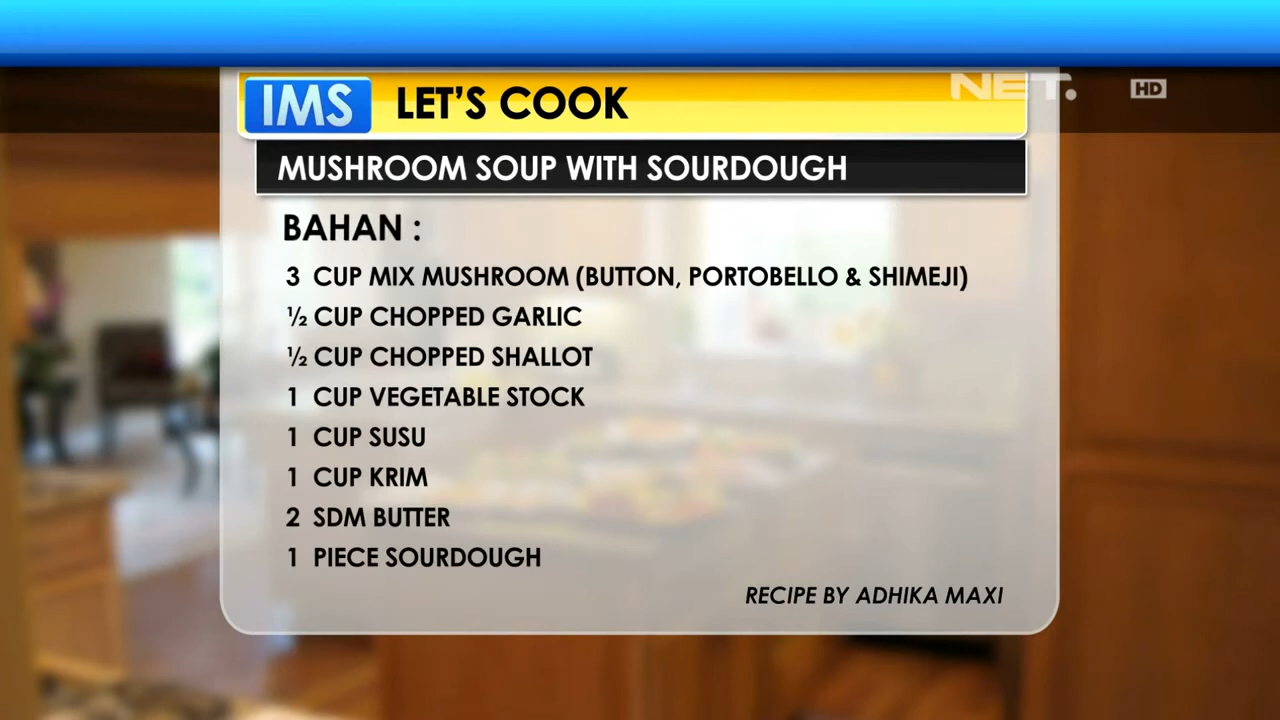 NET.
HD
IMS LET'S COOK
MUSHROOM SOUP WITH SOURDOUGH
BAHAN :
3 CUP MIX MUSHROOM (BUTTON, PORTOBELLO & SHIMEJI)
½ CUP CHOPPED GARLIC
½ CUP CHOPPED SHALLOT
1 CUP VEGETABLE STOCK
1 CUP SUSU
1 CUP KRIM
2 SDM BUTTER
1 PIECE SOURDOUGH
RECIPE BY ADHIKA MAXI